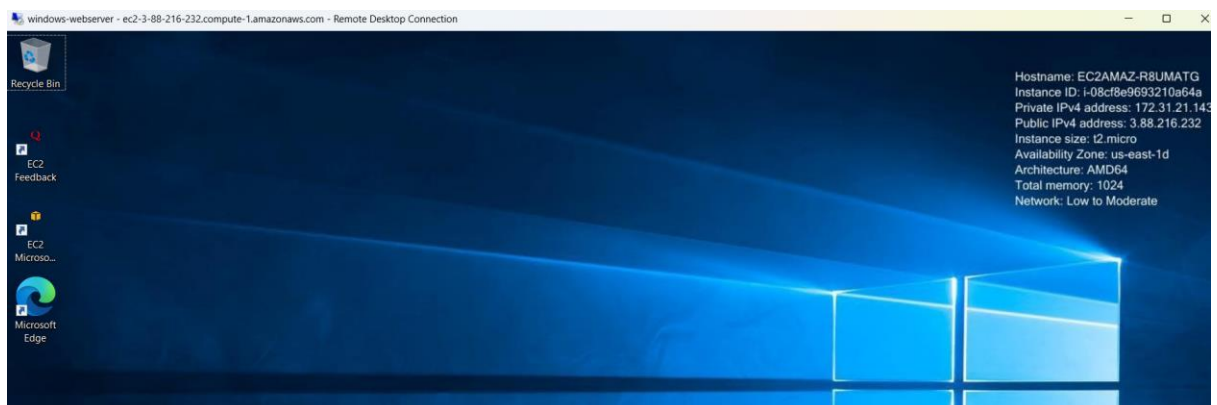 windows-webserver - ec2-3-88-216-232.compute-1.amazonaws.com - Remote Desktop Connection
Recycle Bin
EC2
Feedback
EC2
Microso...
Microsoft
Edge
Hostname: EC2AMAZ-R8UMATG
Instance ID: i-08cf8e9693210a64a
Private IPv4 address: 172.31.21.143
Public IPv4 address: 3.88.216.232
Instance size: t2.micro
Availability Zone: us-east-1d
Architecture: AMD64
Total memory: 1024
Network: Low to Moderate